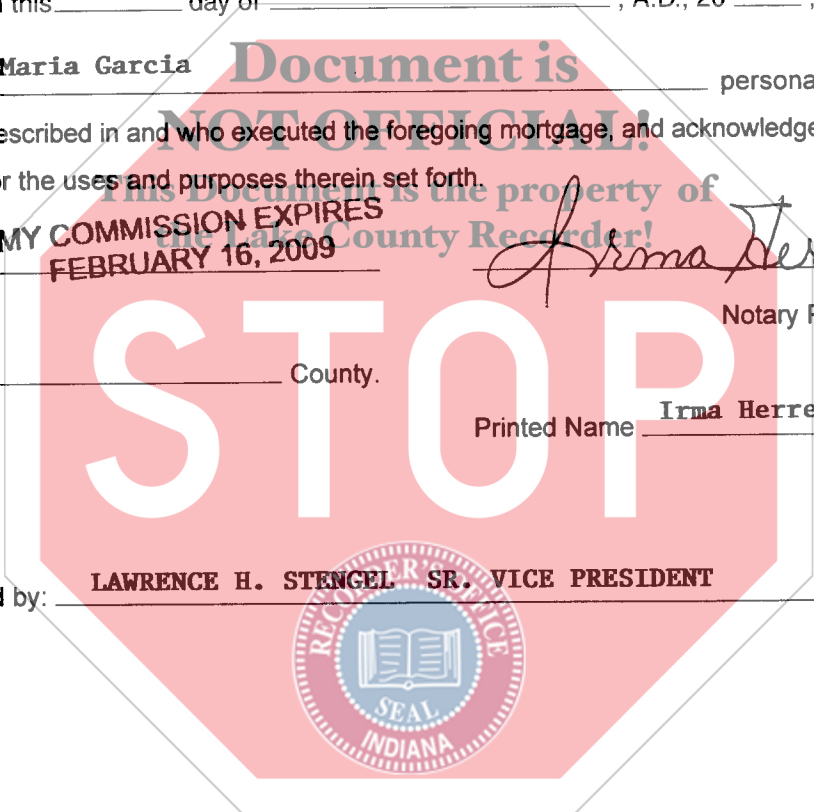 this day of , A.D., 20 ,
Maria Garcia persona
Document is
NOT OFFICIAL!
escribed in and who executed the foregoing mortgage, and acknowledge
r the uses and purposes therein set forth.
This Document is the property of
the Lake County Recorder!
MY COMMISSION EXPIRES
FEBRUARY 16, 2009
Irma Her
Notary P
STOP
County.
Printed Name Irma Herre
LAWRENCE H. STENGEL SR. VICE PRESIDENT
d by:
RECORDER'S OFFICE
SEAL
INDIANA